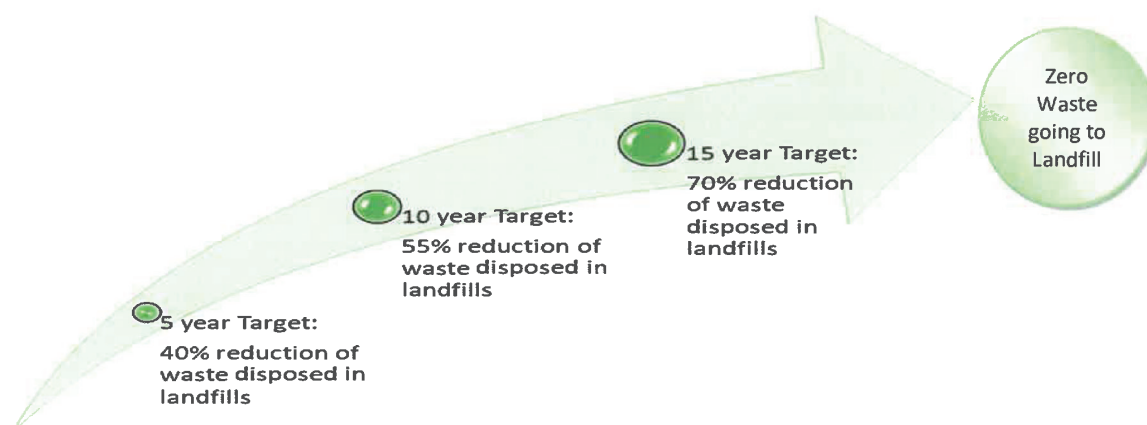 Zero
Waste
going to
Landfill
15 year Target:
70% reduction
of waste
disposed in
landfills
10 year Target:
55% reduction of
waste disposed in
landfills
5 year Target:
40% reduction of
waste disposed in
landfills